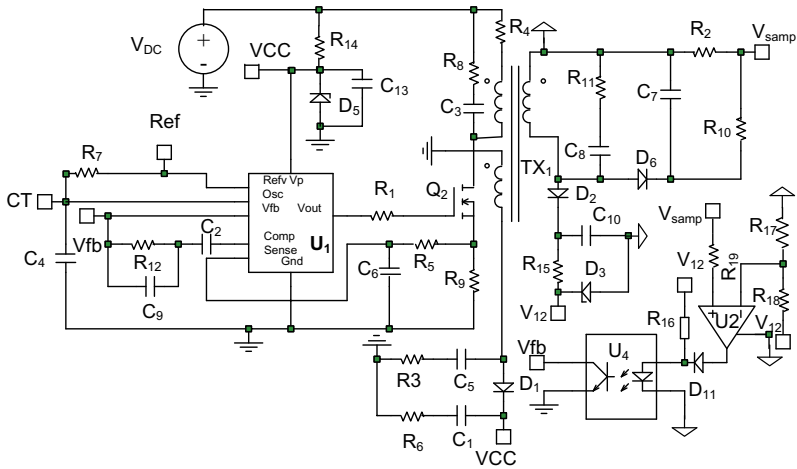 R4
R2
Vsamp
VDC
VCC
R14
R8
R11
C7
C13
D5
C3
R10
Ref
C8
D6
R7
TX1
CT
Refv Vp
Osc
Vfb
Vout
Comp
Sense
Gnd
U1
R1
Q2
D2
Vfb
C2
C10
Vsamp
R17
C4
R12
C6
R5
R9
R15
D3
V12
R19
C9
R18
V12
R16
U2
V12
Vfb
U4
R3
C5
D1
D11
R6
C1
VCC